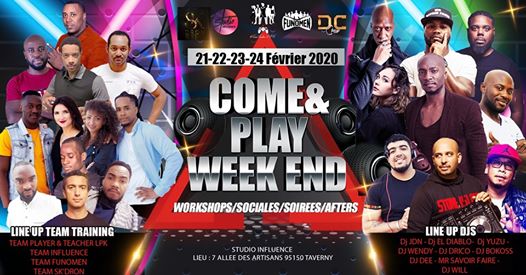 SK
FUNOMEN
DC
21-22-23-24 Février 2020
COME&
PLAY
WEEK END
WORKSHOPS/SOCIALES/SOIREES/AFTERS
LINE UP TEAM TRAINING
TEAM PLAYER & TEACHER LPK
TEAM INFLUENCE
TEAM FUNOMEN
TEAM SK'DRON
STUDIO INFLUENCE
LIEU : 7 ALLEE DES ARTISANS 95150 TAVERNY
LINE UP DJS
Dj JDN - Dj EL DIABLO- Dj YUZU -
DJ WENDY - DJ DRICO - DJ BOKOSS
DJ DEE - MR SAVOIR FAIRE -
DJ WILL